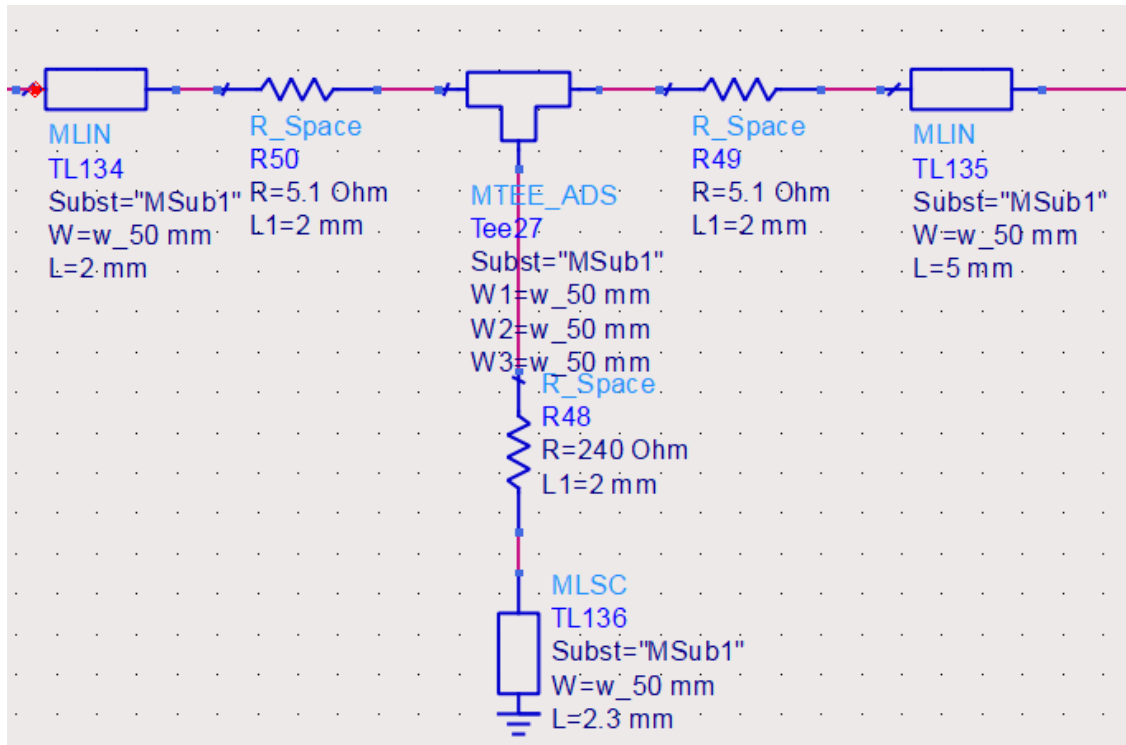 MLIN
TL134
Subst="MSub1"
W=w_50 mm
L=2 mm
R_Space
R50
R=5.1 Ohm
L1=2 mm
MTEE_ADS
Tee27
Subst="MSub1"
W1=w_50 mm
W2=w_50 mm
W3=w_50 mm
R_Space
R49
R=5.1 Ohm
L1=2 mm
MLIN
TL135
Subst="MSub1"
W=w_50 mm
L=5 mm
R_Space
R48
R=240 Ohm
L1=2 mm
MLSC
TL136
Subst="MSub1"
W=w_50 mm
L=2.3 mm